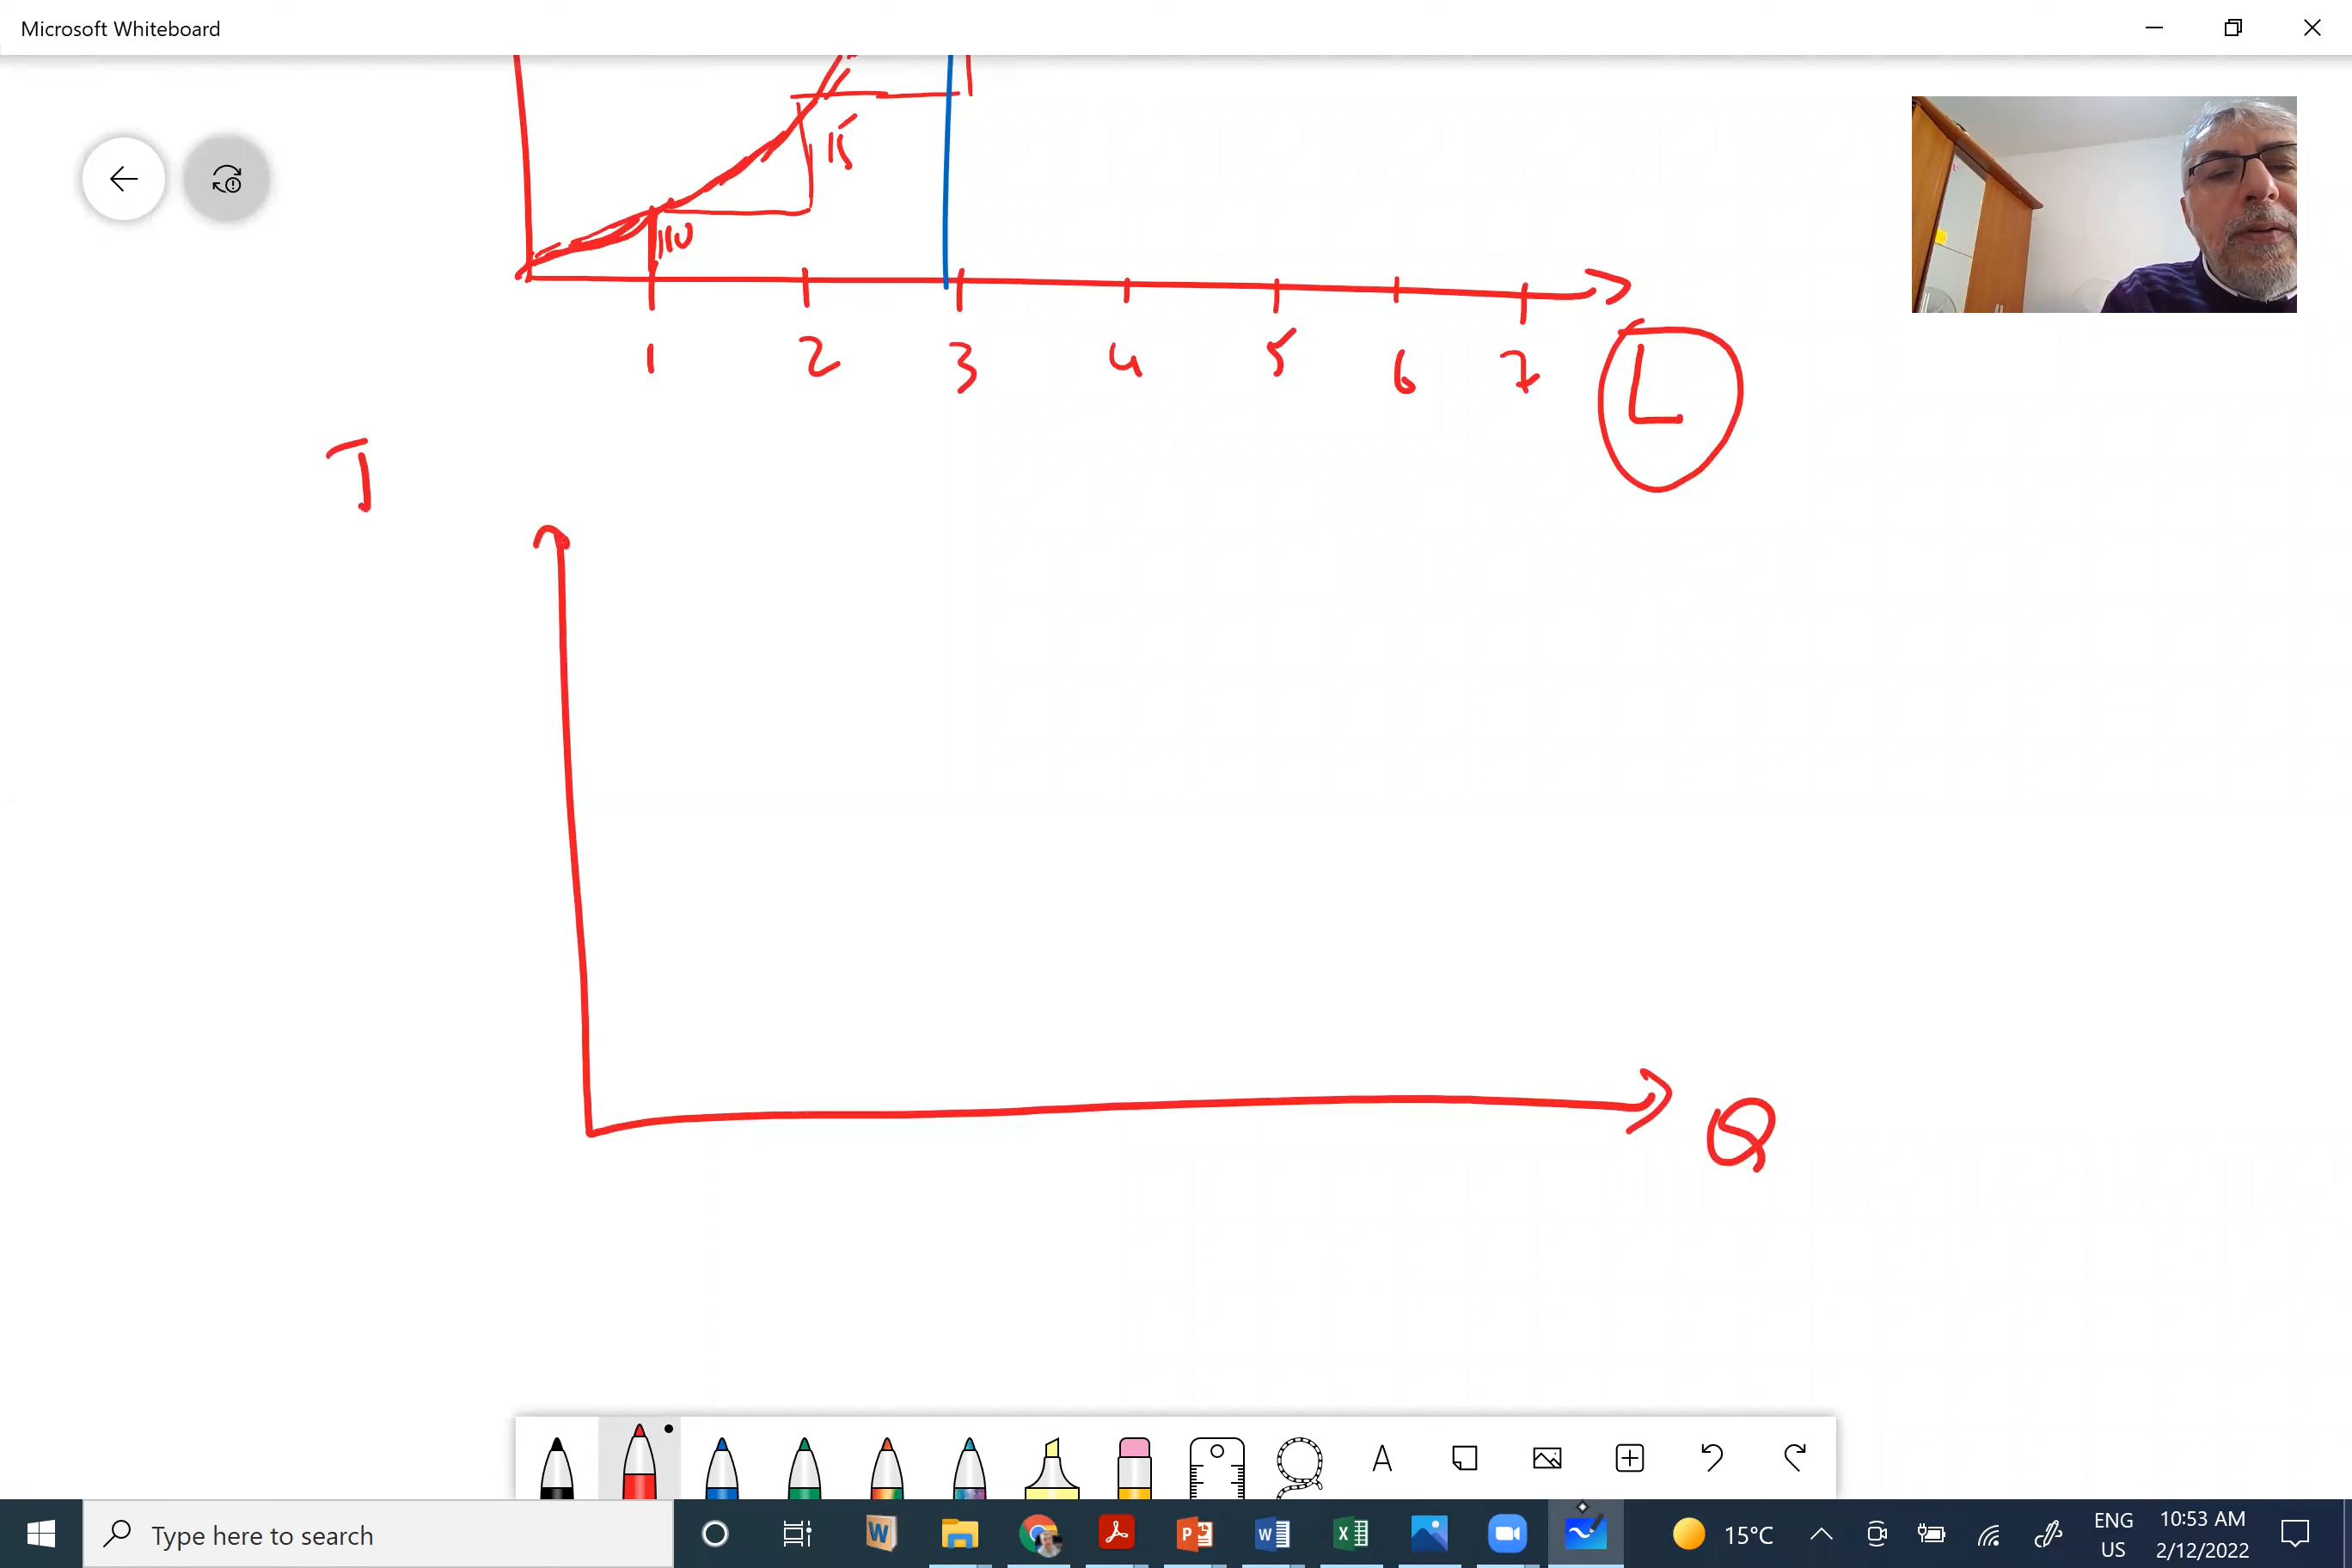 Microsoft Whiteboard
15
10
1 2 3 4 5 6 7
L
T
Q
A
Type here to search
15°C
ENG
US
10:53 AM
2/12/2022